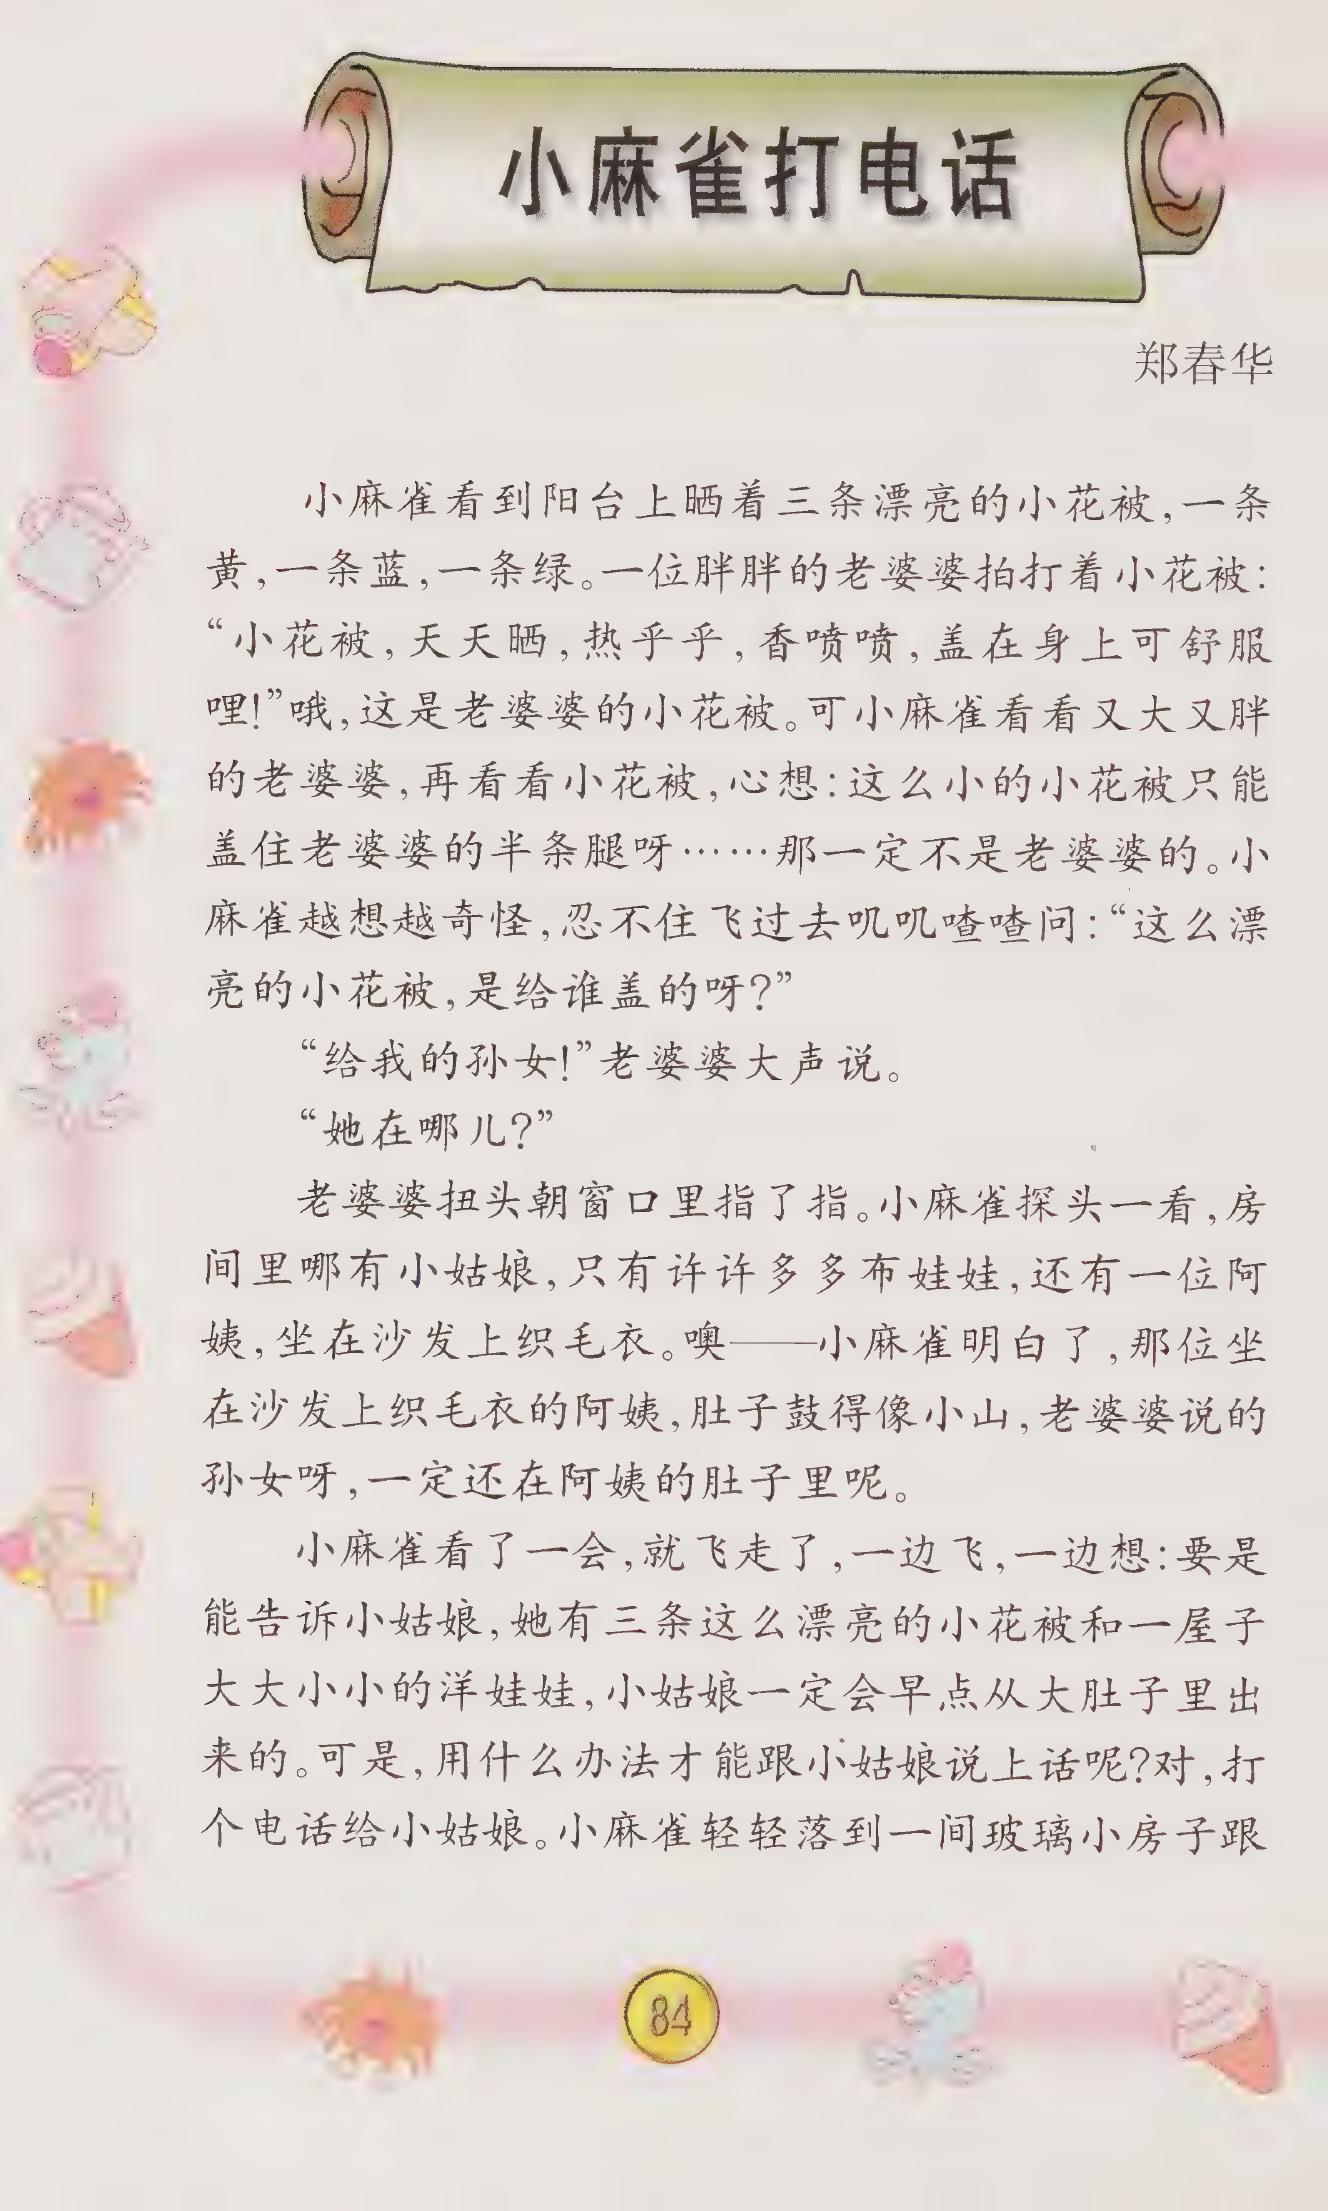 小麻雀打电话
郑春华
小麻雀看到阳台上晒着三条漂亮的小花被,一条
黄,一条蓝,一条绿。一位胖胖的老婆婆拍打着小花被:
“小花被,天天晒,热乎乎,香喷喷,盖在身上可舒服
哩!”哦,这是老婆婆的小花被。可小麻雀看看又大又胖
的老婆婆,再看看小花被,心想:这么小的小花被只能
盖住老婆婆的半条腿呀……那一定不是老婆婆的。小
麻雀越想越奇怪,忍不住飞过去叽叽喳喳问:“这么漂
亮的小花被,是给谁盖的呀?”
“给我的孙女!”老婆婆大声说。
“她在哪儿?”
老婆婆扭头朝窗口里指了指。小麻雀探头一看,房
间里哪有小姑娘,只有许许多多布娃娃,还有一位阿
姨,坐在沙发上织毛衣。噢——小麻雀明白了,那位坐
在沙发上织毛衣的阿姨,肚子鼓得像小山,老婆婆说的
孙女呀,一定还在阿姨的肚子里呢。
小麻雀看了一会,就飞走了,一边飞,一边想:要是
能告诉小姑娘,她有三条这么漂亮的小花被和一屋子
大大小小的洋娃娃,小姑娘一定会早点从大肚子里出
来的。可是,用什么办法才能跟小姑娘说上话呢?对,打
个电话给小姑娘。小麻雀轻轻落到一间玻璃小房子跟
84